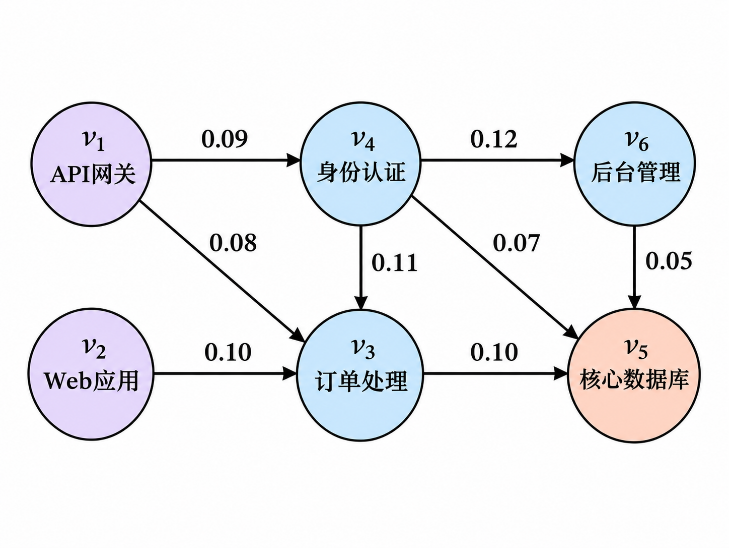 v1
API网关
0.09
v4
身份认证
0.12
v6
后台管理
0.08
0.11
0.07
0.05
v2
Web应用
0.10
v3
订单处理
0.10
v5
核心数据库